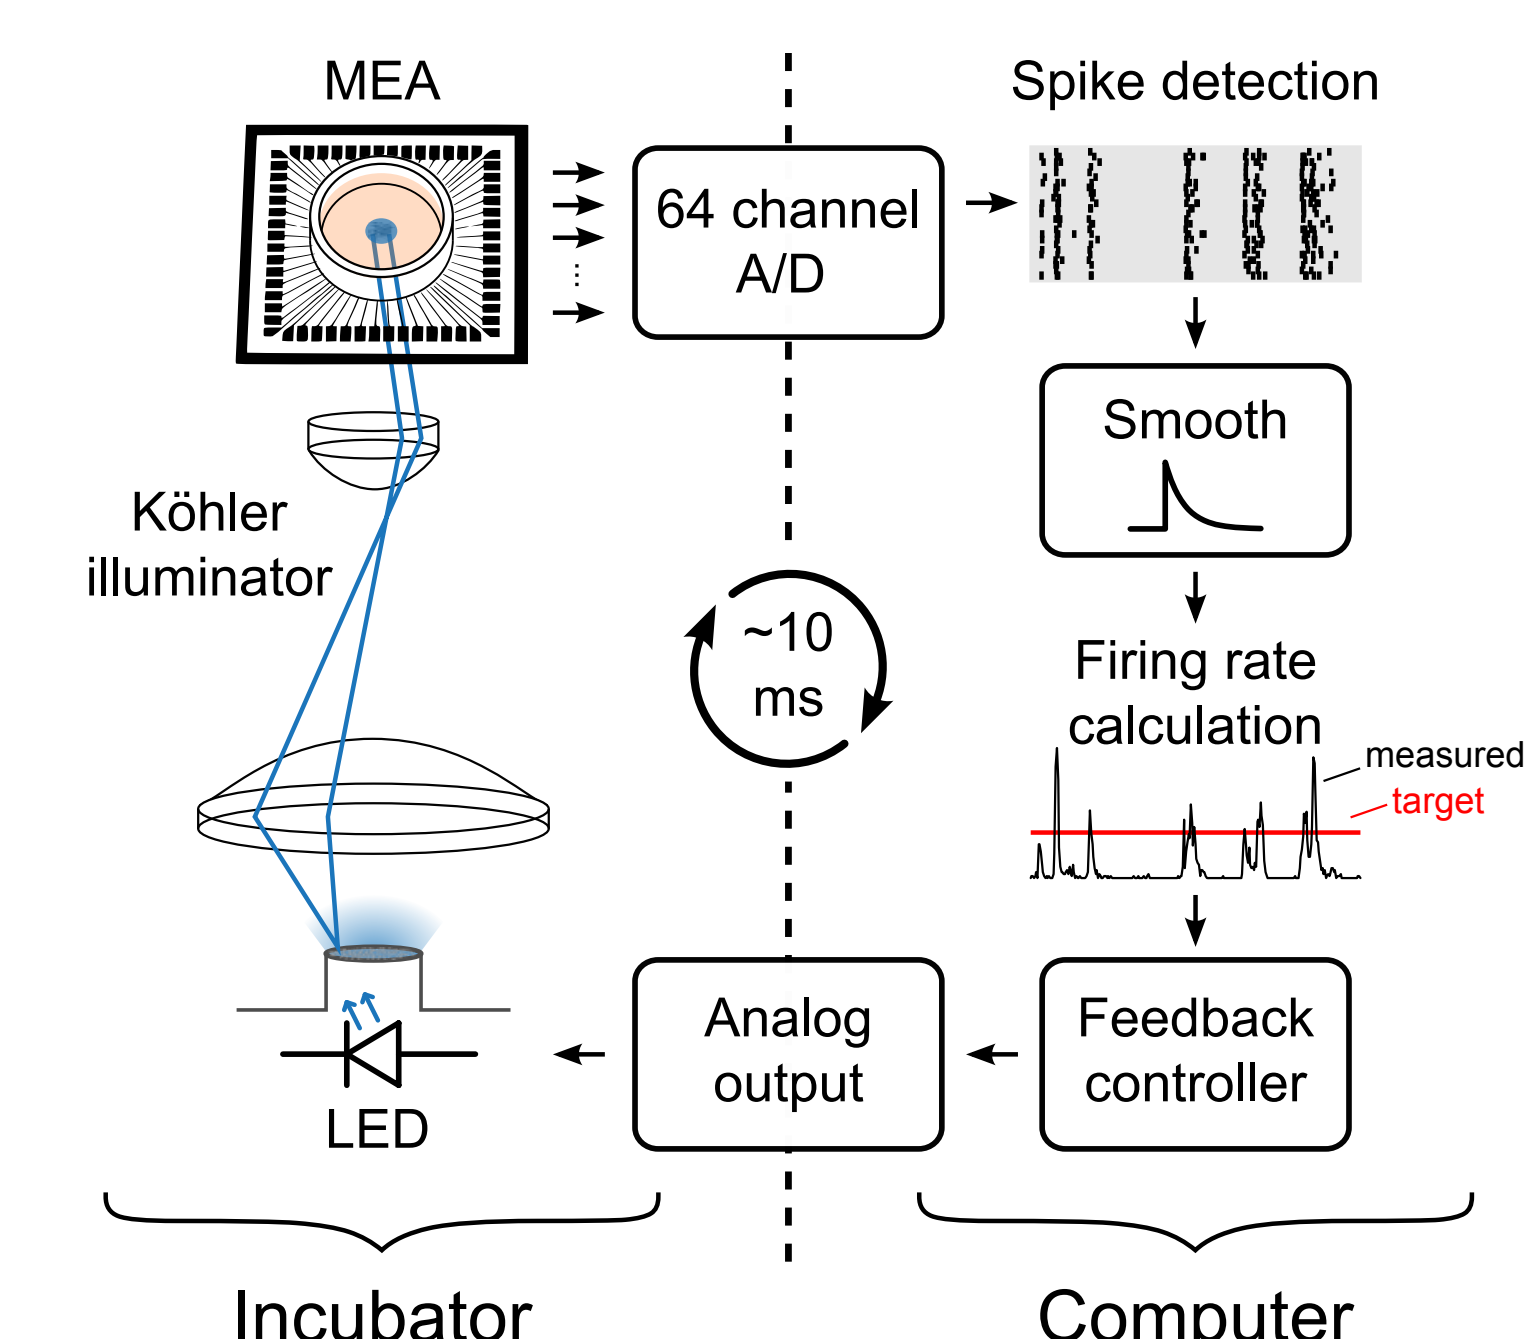 MEA
64 channel
A/D
Spike detection
Smooth
Köhler
illuminator
~10
ms
Firing rate
calculation
measured
target
Feedback
controller
Analog
output
LED
Incubator
Computer